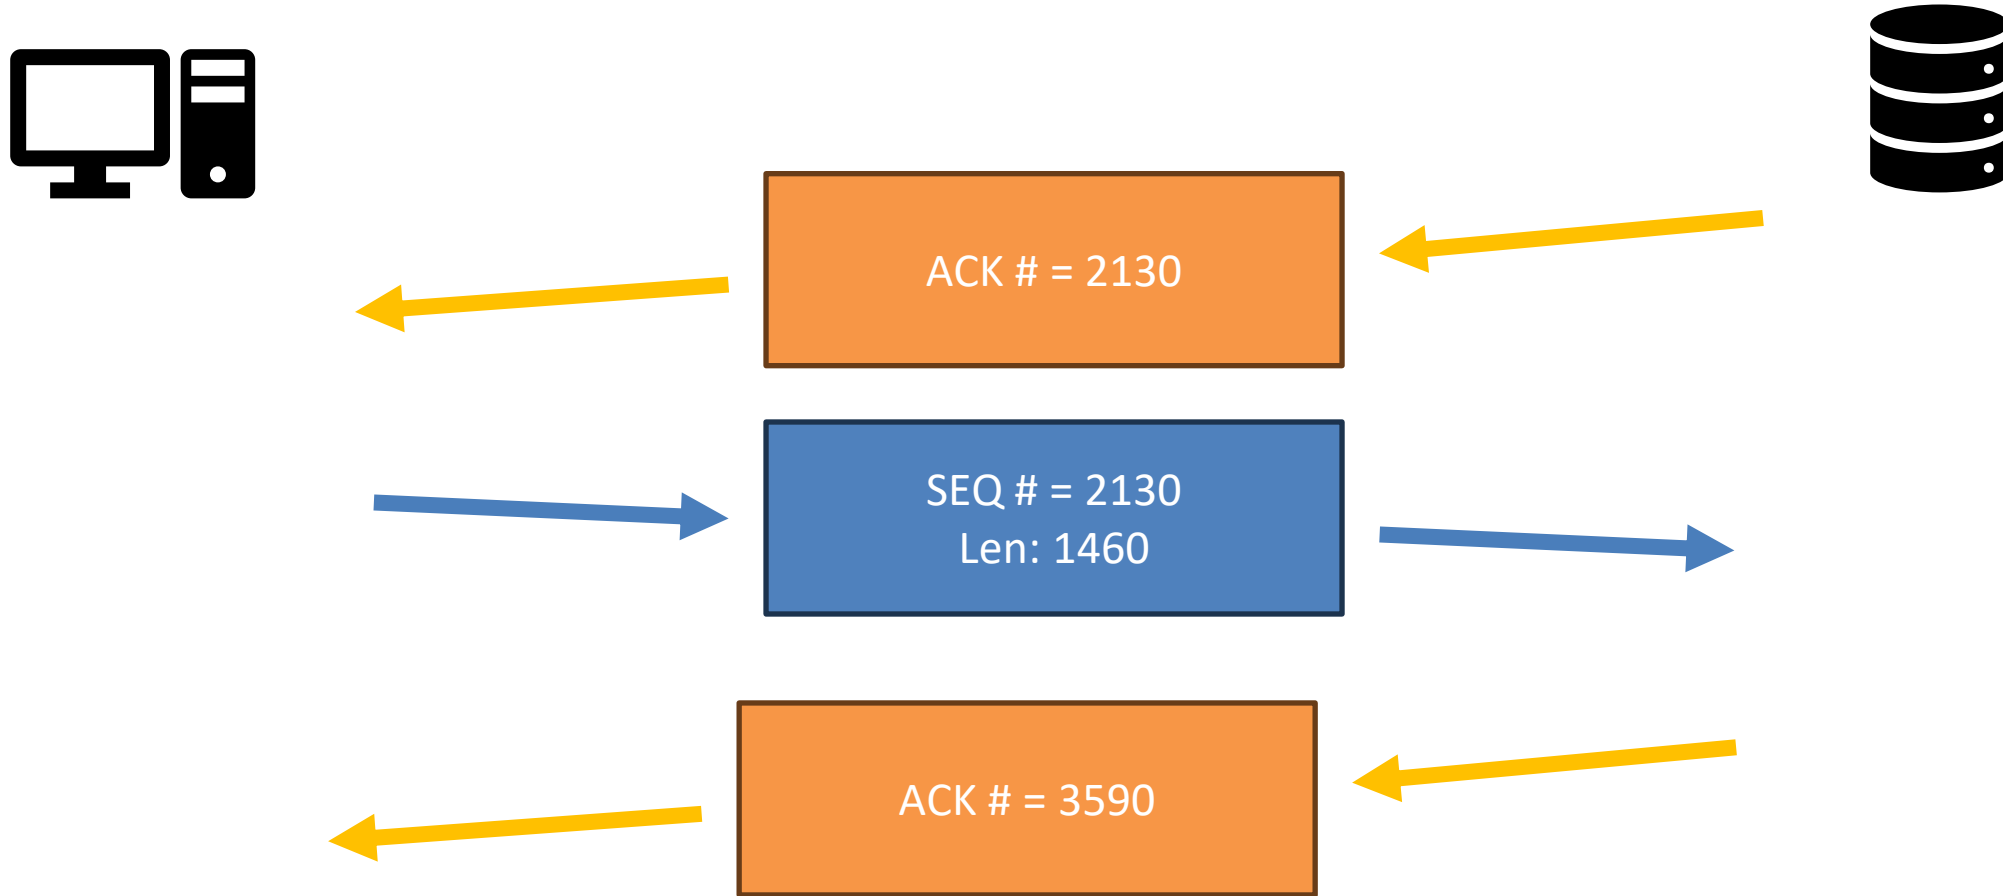 ACK # = 2130
SEQ # = 2130
Len: 1460
ACK # = 3590